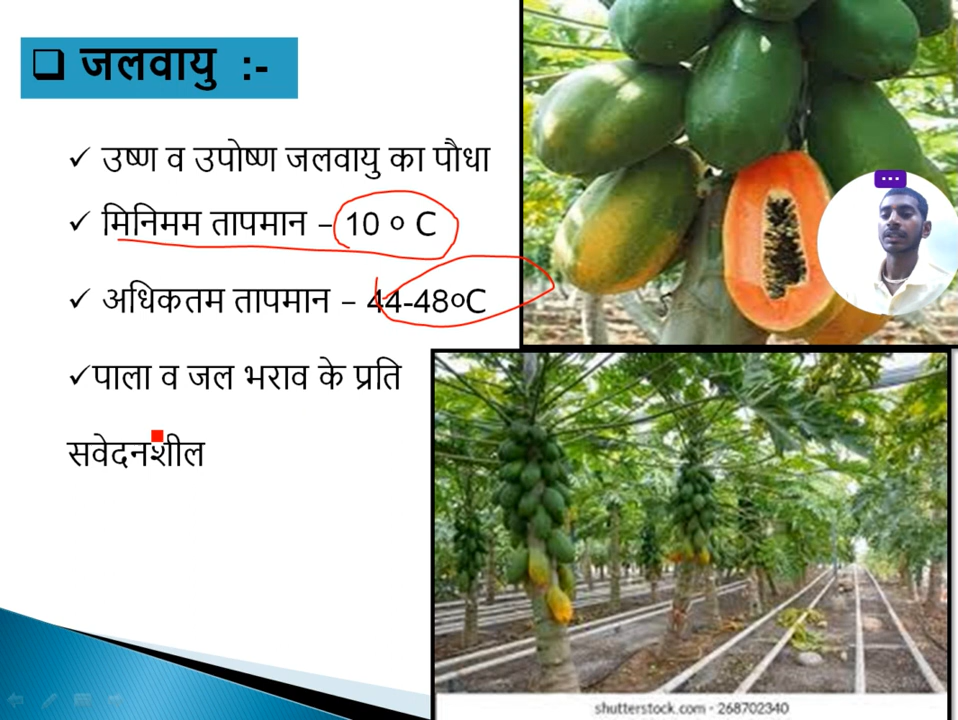 ❑ जलवायु :-
✓ उष्ण व उपोष्ण जलवायु का पौधा
✓ मिनिमम तापमान – 10 ० C
✓ अधिकतम तापमान – 44-48०C
✓पाला व जल भराव के प्रति
सवेदनशील
shutterstock.com · 268702340